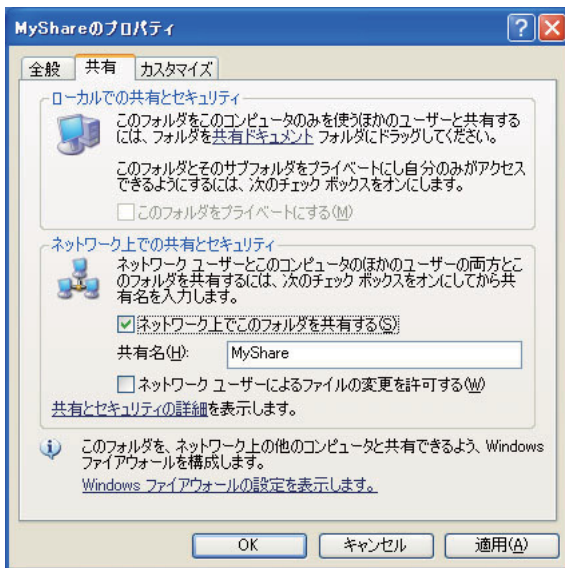 MyShareのプロパティ
全般 共有 カスタマイズ
ローカルでの共有とセキュリティ
このフォルダをこのコンピュータのみを使うほかのユーザーと共有する
には、フォルダを共有ドキュメント フォルダにドラッグしてください。
このフォルダとそのサブフォルダをプライベートにし自分のみがアクセス
できるようにするには、次のチェック ボックスをオンにします。
このフォルダをプライベートにする(M)
ネットワーク上での共有とセキュリティ
ネットワーク ユーザーとこのコンピュータのほかのユーザーの両方とこ
のフォルダを共有するには、次のチェック ボックスをオンにしてから共
有名を入力します。
ネットワーク上でこのフォルダを共有する(S)
共有名(H): MyShare
ネットワーク ユーザーによるファイルの変更を許可する(W)
共有とセキュリティの詳細を表示します。
このフォルダを、ネットワーク上の他のコンピュータと共有できるよう、Windows
ファイアウォールを構成します。
Windows ファイアウォールの設定を表示します。
OK キャンセル 適用(A)